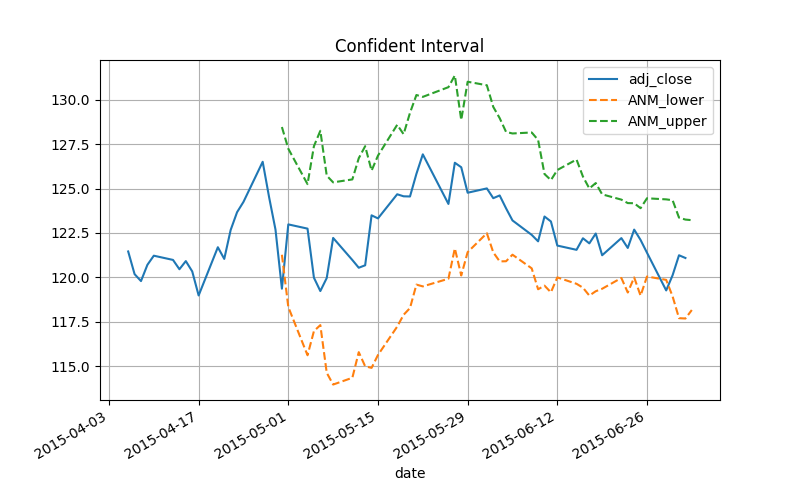 Confident Interval
adj_close
ANM_lower
ANM_upper
130.0
127.5
125.0
122.5
120.0
117.5
115.0
2015-04-03
2015-04-17
2015-05-01
2015-05-15
2015-05-29
2015-06-12
2015-06-26
date